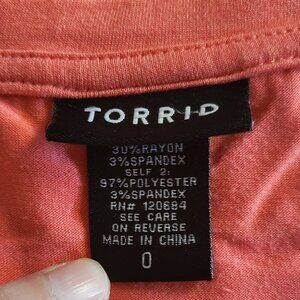 TORRID
30%RAYON
3%SPANDEX
SELF 2:
97%POLYESTER
3%SPANDEX
RN# 120684
SEE CARE
ON REVERSE
MADE IN CHINA
0